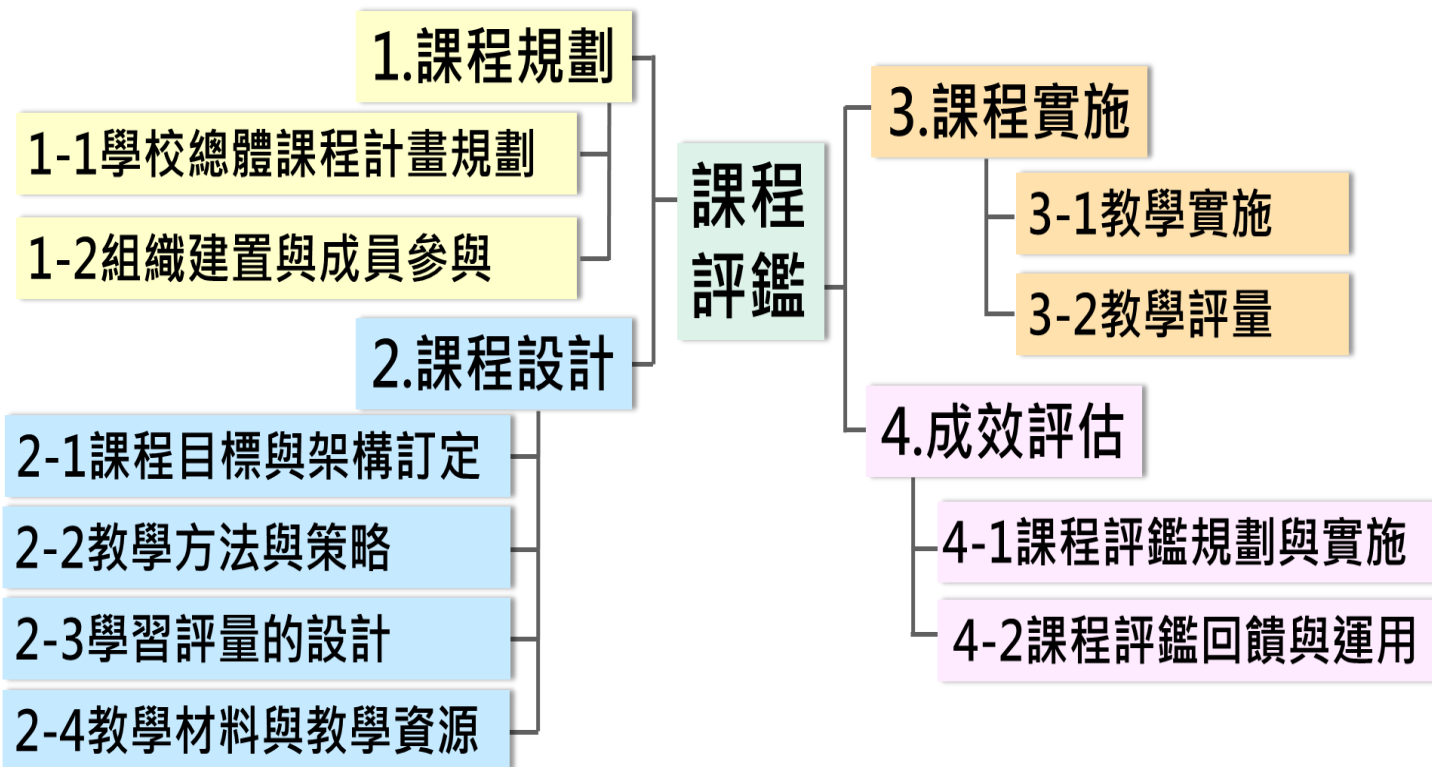 1.課程規劃
1-1學校總體課程計畫規劃
1-2組織建置與成員參與
2.課程設計
2-1課程目標與架構訂定
2-2教學方法與策略
2-3學習評量的設計
2-4教學材料與教學資源
課程
評鑑
3.課程實施
3-1教學實施
3-2教學評量
4.成效評估
4-1課程評鑑規劃與實施
4-2課程評鑑回饋與運用